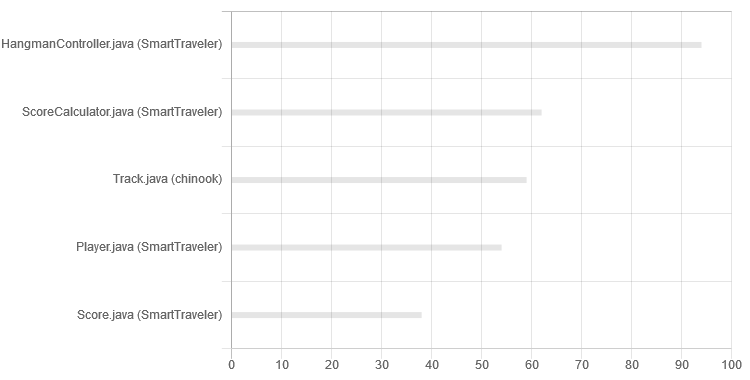 HangmanController.java (SmartTraveler)
ScoreCalculator.java (SmartTraveler)
Track.java (chinook)
Player.java (SmartTraveler)
Score.java (SmartTraveler)
0 10 20 30 40 50 60 70 80 90 100